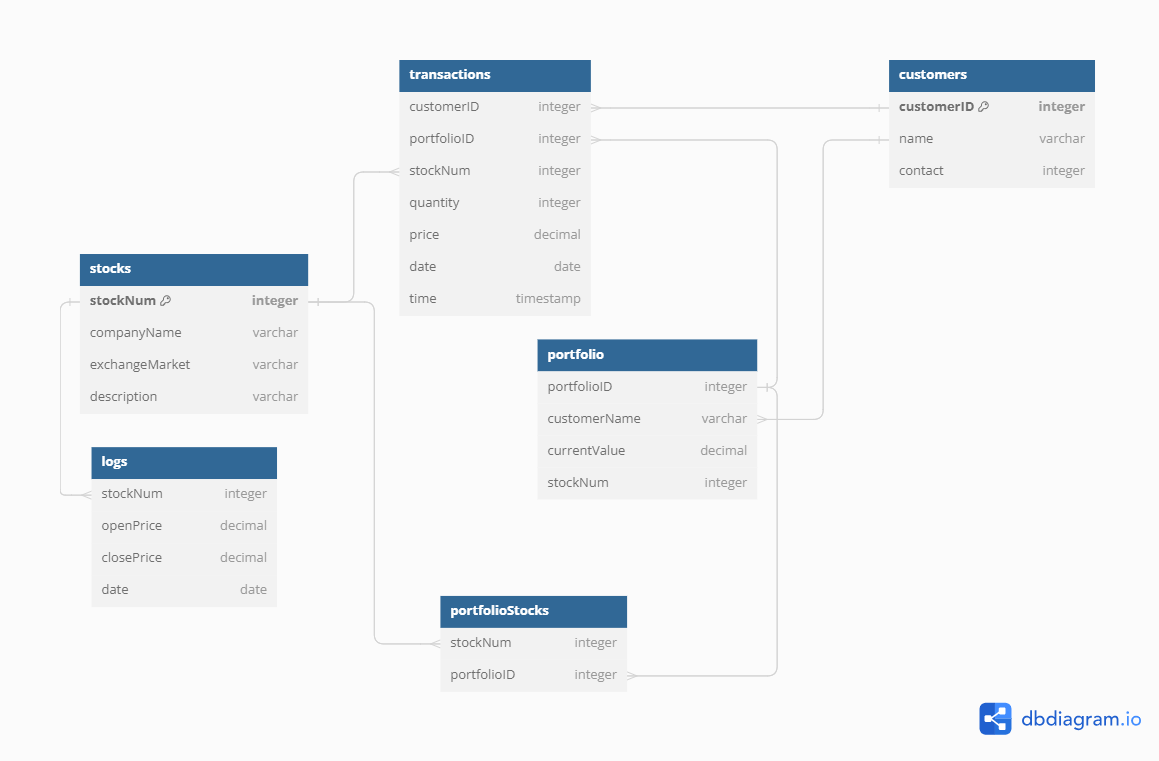 transactions
customerID integer
portfolioID integer
stockNum integer
quantity integer
price decimal
date date
time timestamp
customers
customerID integer
name varchar
contact integer
stocks
stockNum integer
companyName varchar
exchangeMarket varchar
description varchar
portfolio
portfolioID integer
customerName varchar
currentValue decimal
stockNum integer
logs
stockNum integer
openPrice decimal
closePrice decimal
date date
portfolioStocks
stockNum integer
portfolioID integer
dbdiagram.io